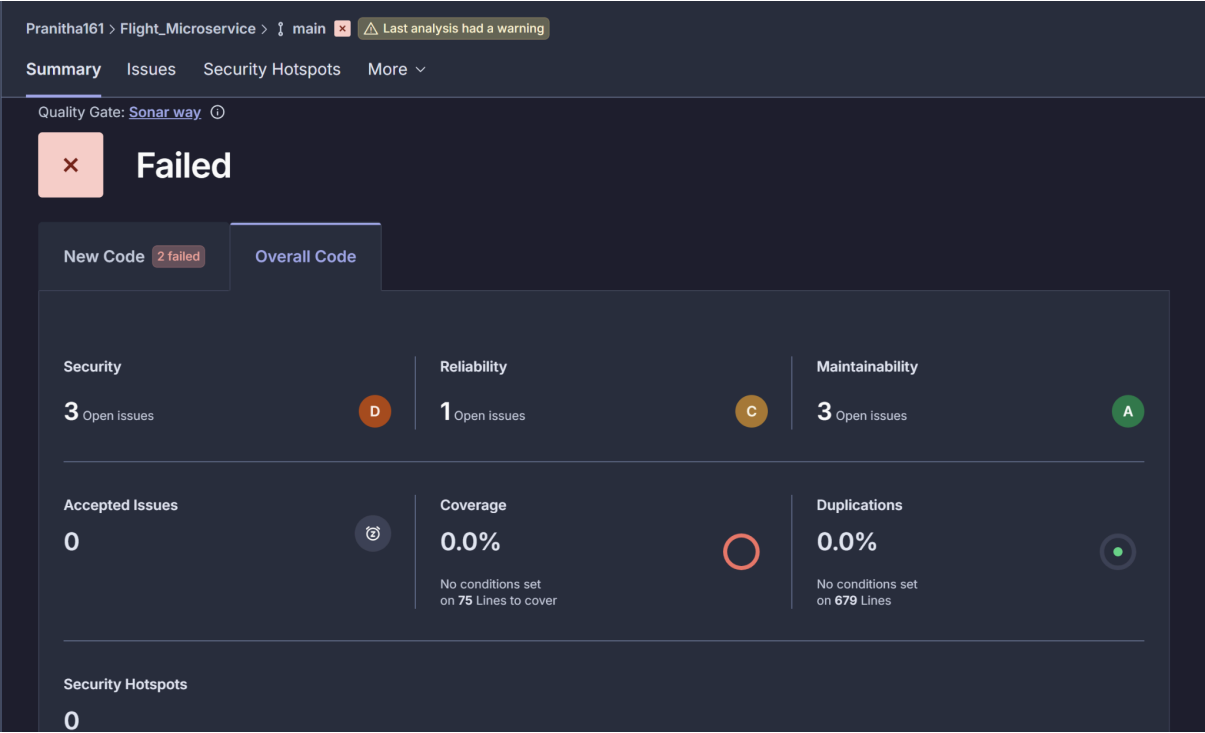 Pranitha161 > Flight_Microservice > main × Last analysis had a warning
Summary Issues Security Hotspots More
Quality Gate: Sonar way
× Failed
New Code 2 failed Overall Code
Security Reliability Maintainability
3 Open issues D 1 Open issues C 3 Open issues A
Accepted Issues Coverage Duplications
0 0.0% 0.0%
No conditions set No conditions set
on 75 Lines to cover on 679 Lines
Security Hotspots
0